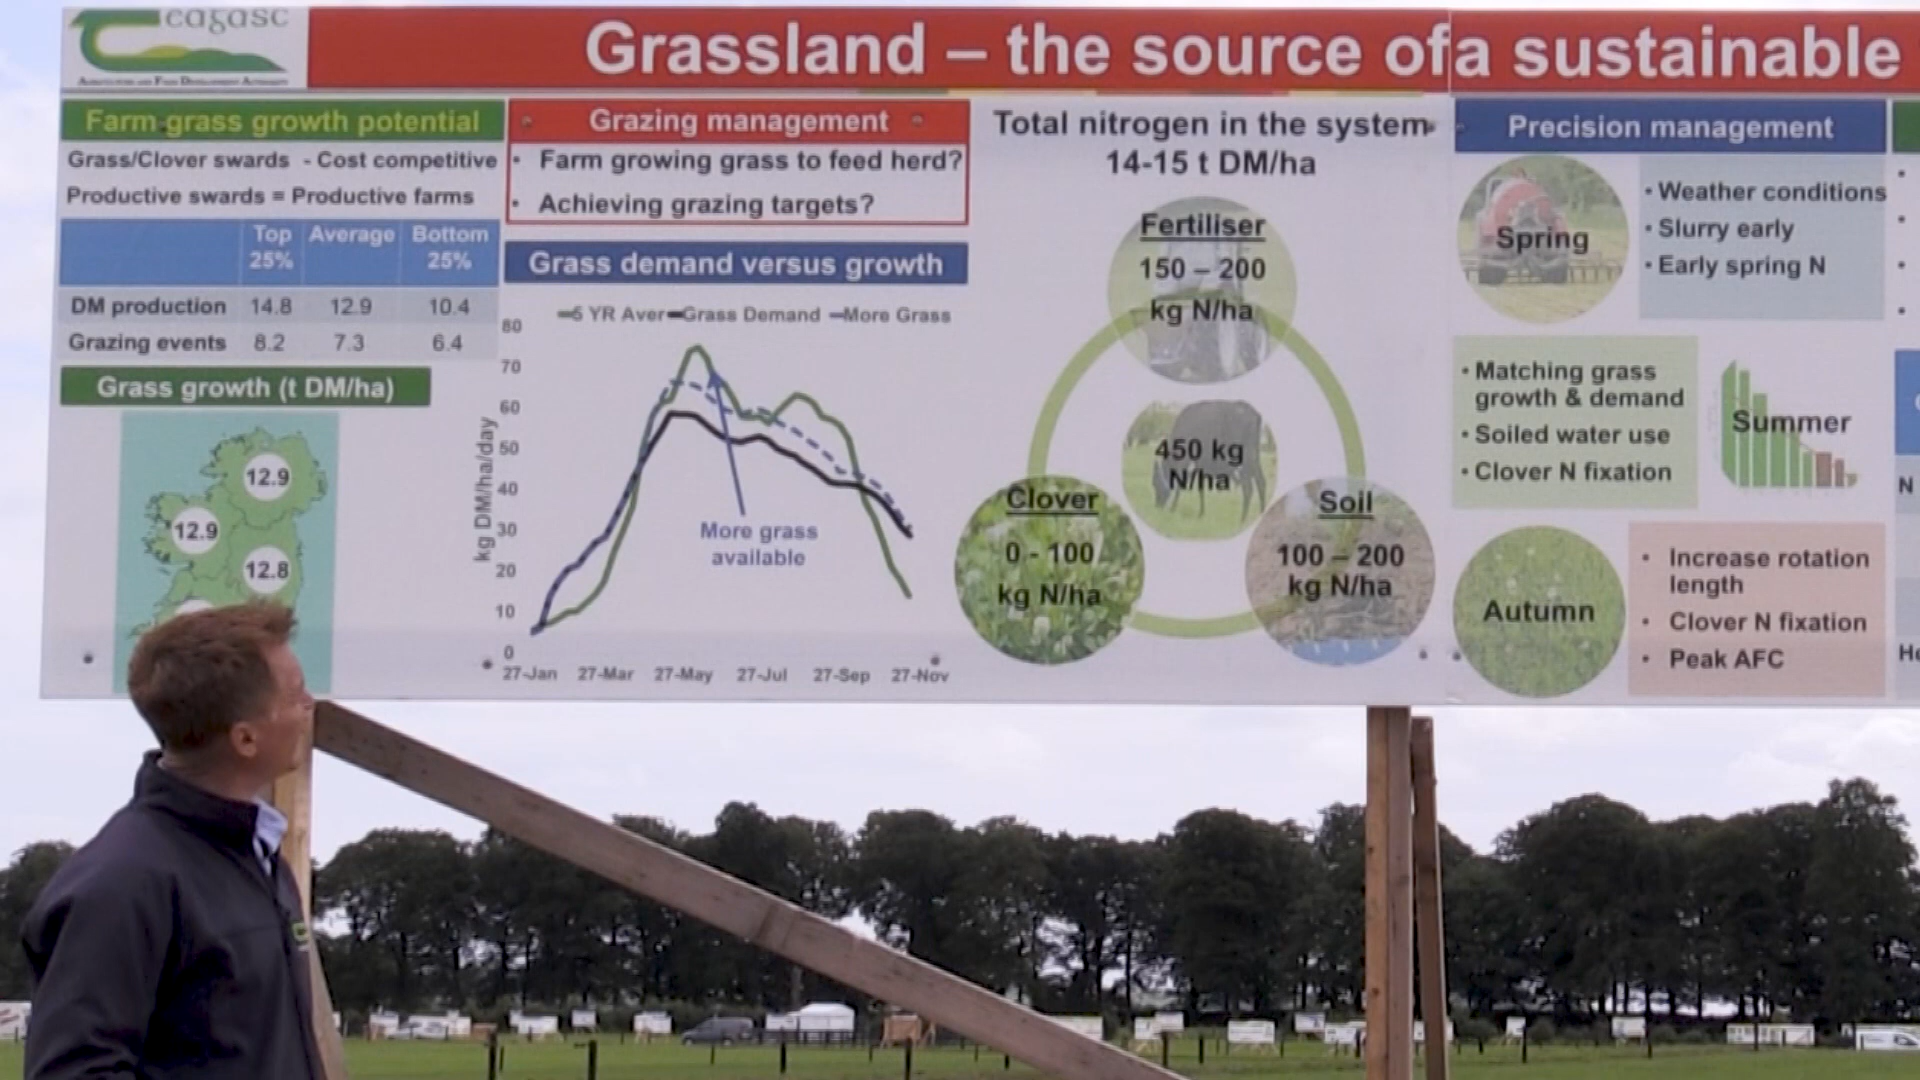 eagasc
AGRICULTURE AND FOOD DEVELOPMENT AUTHORITY
Grassland – the source of a sustainable
Farm grass growth potential
Grass/Clover swards - Cost competitive
Productive swards = Productive farms
Top 25% Average Bottom 25%
DM production 14.8 12.9 10.4
Grazing events 8.2 7.3 6.4
Grass growth (t DM/ha)
12.9
12.9
12.8
Grazing management
• Farm growing grass to feed herd?
• Achieving grazing targets?
Grass demand versus growth
5 YR Aver Grass Demand More Grass
kg DM/ha/day
80
70
60
50
40
30
20
10
0
More grass
available
27-Jan 27-Mar 27-May 27-Jul 27-Sep 27-Nov
Total nitrogen in the system
14-15 t DM/ha
Fertiliser
150 – 200
kg N/ha
450 kg
N/ha
Clover
0 - 100
kg N/ha
Soil
100 – 200
kg N/ha
Precision management
Spring
• Weather conditions
• Slurry early
• Early spring N
• Matching grass
growth & demand
• Soiled water use
• Clover N fixation
Summer
Autumn
• Increase rotation
length
• Clover N fixation
• Peak AFC
N